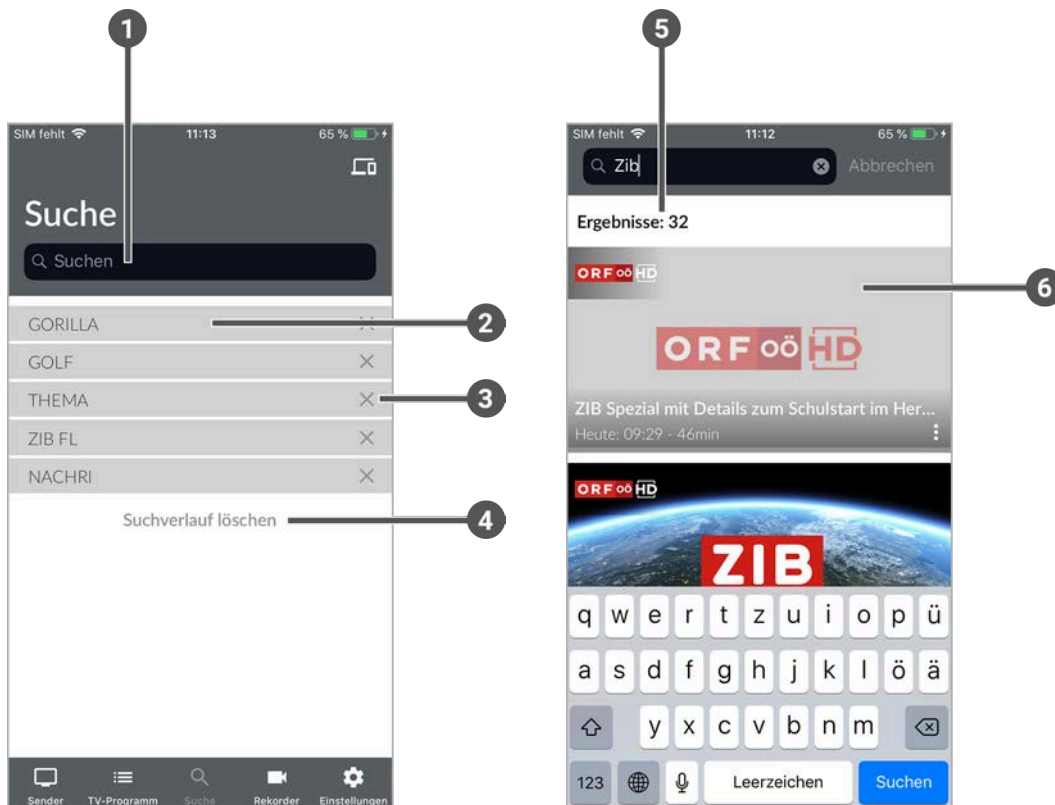 1
5
SIM fehlt 11:13 65 %
Suche
Suchen
GORILLA
2
GOLF
THEMA
3
ZIB FL
NACHRI
Suchverlauf löschen
4
Sender TV-Programm Suche Rekorder Einstellungen
SIM fehlt 11:12 65 %
Zib Abbrechen
Ergebnisse: 32
ORF oö HD
6
ORF oö HD
ZIB Spezial mit Details zum Schulstart im Her...
Heute: 09:29 - 46min
ORF oö HD
ZIB
q w e r t z u i o p ü
a s d f g h j k l ö ä
y x c v b n m
123 Leerzeichen Suchen